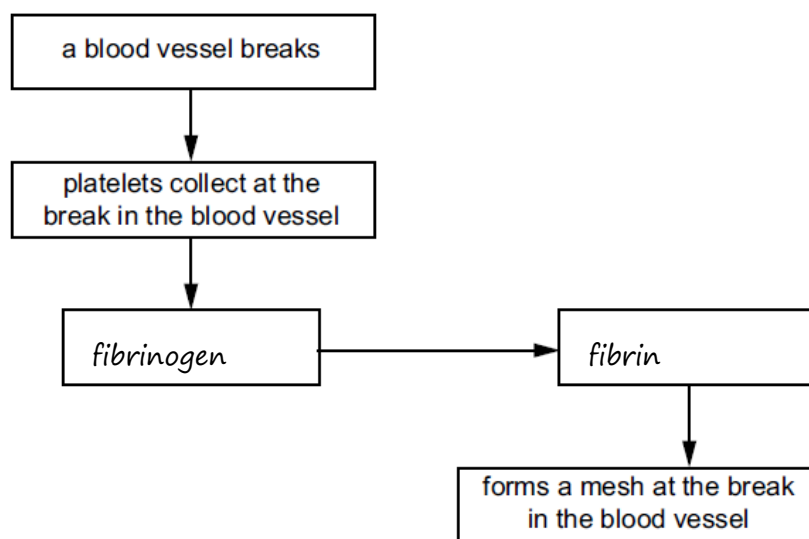 a blood vessel breaks
platelets collect at the
break in the blood vessel
fibrinogen
fibrin
forms a mesh at the break
in the blood vessel